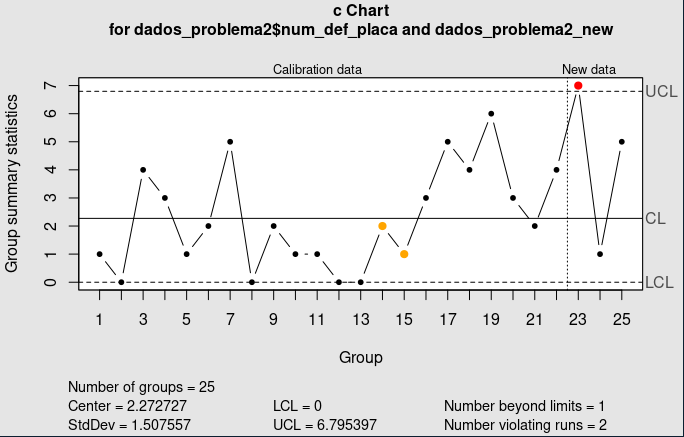 c Chart
for dados_problema2$num_def_placa and dados_problema2_new
Calibration data New data
Group summary statistics
7
6
5
4
3
2
1
0
UCL
CL
LCL
1 3 5 7 9 11 13 15 17 19 21 23 25
Group
Number of groups = 25
Center = 2.272727 LCL = 0 Number beyond limits = 1
StdDev = 1.507557 UCL = 6.795397 Number violating runs = 2